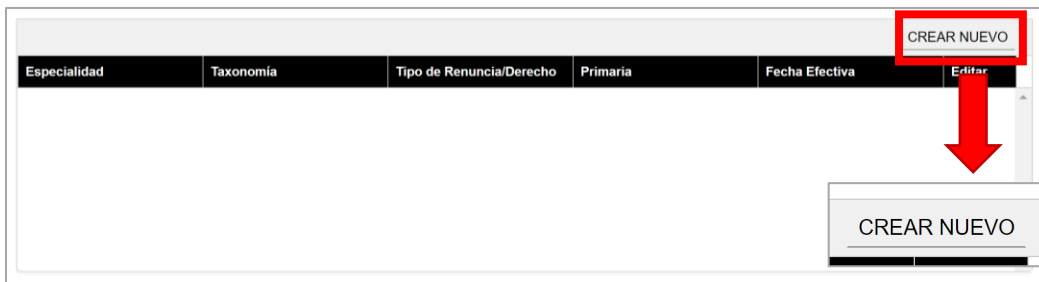 CREAR NUEVO
Especialidad Taxonomía Tipo de Renuncia/Derecho Primaria Fecha Efectiva Editar
CREAR NUEVO